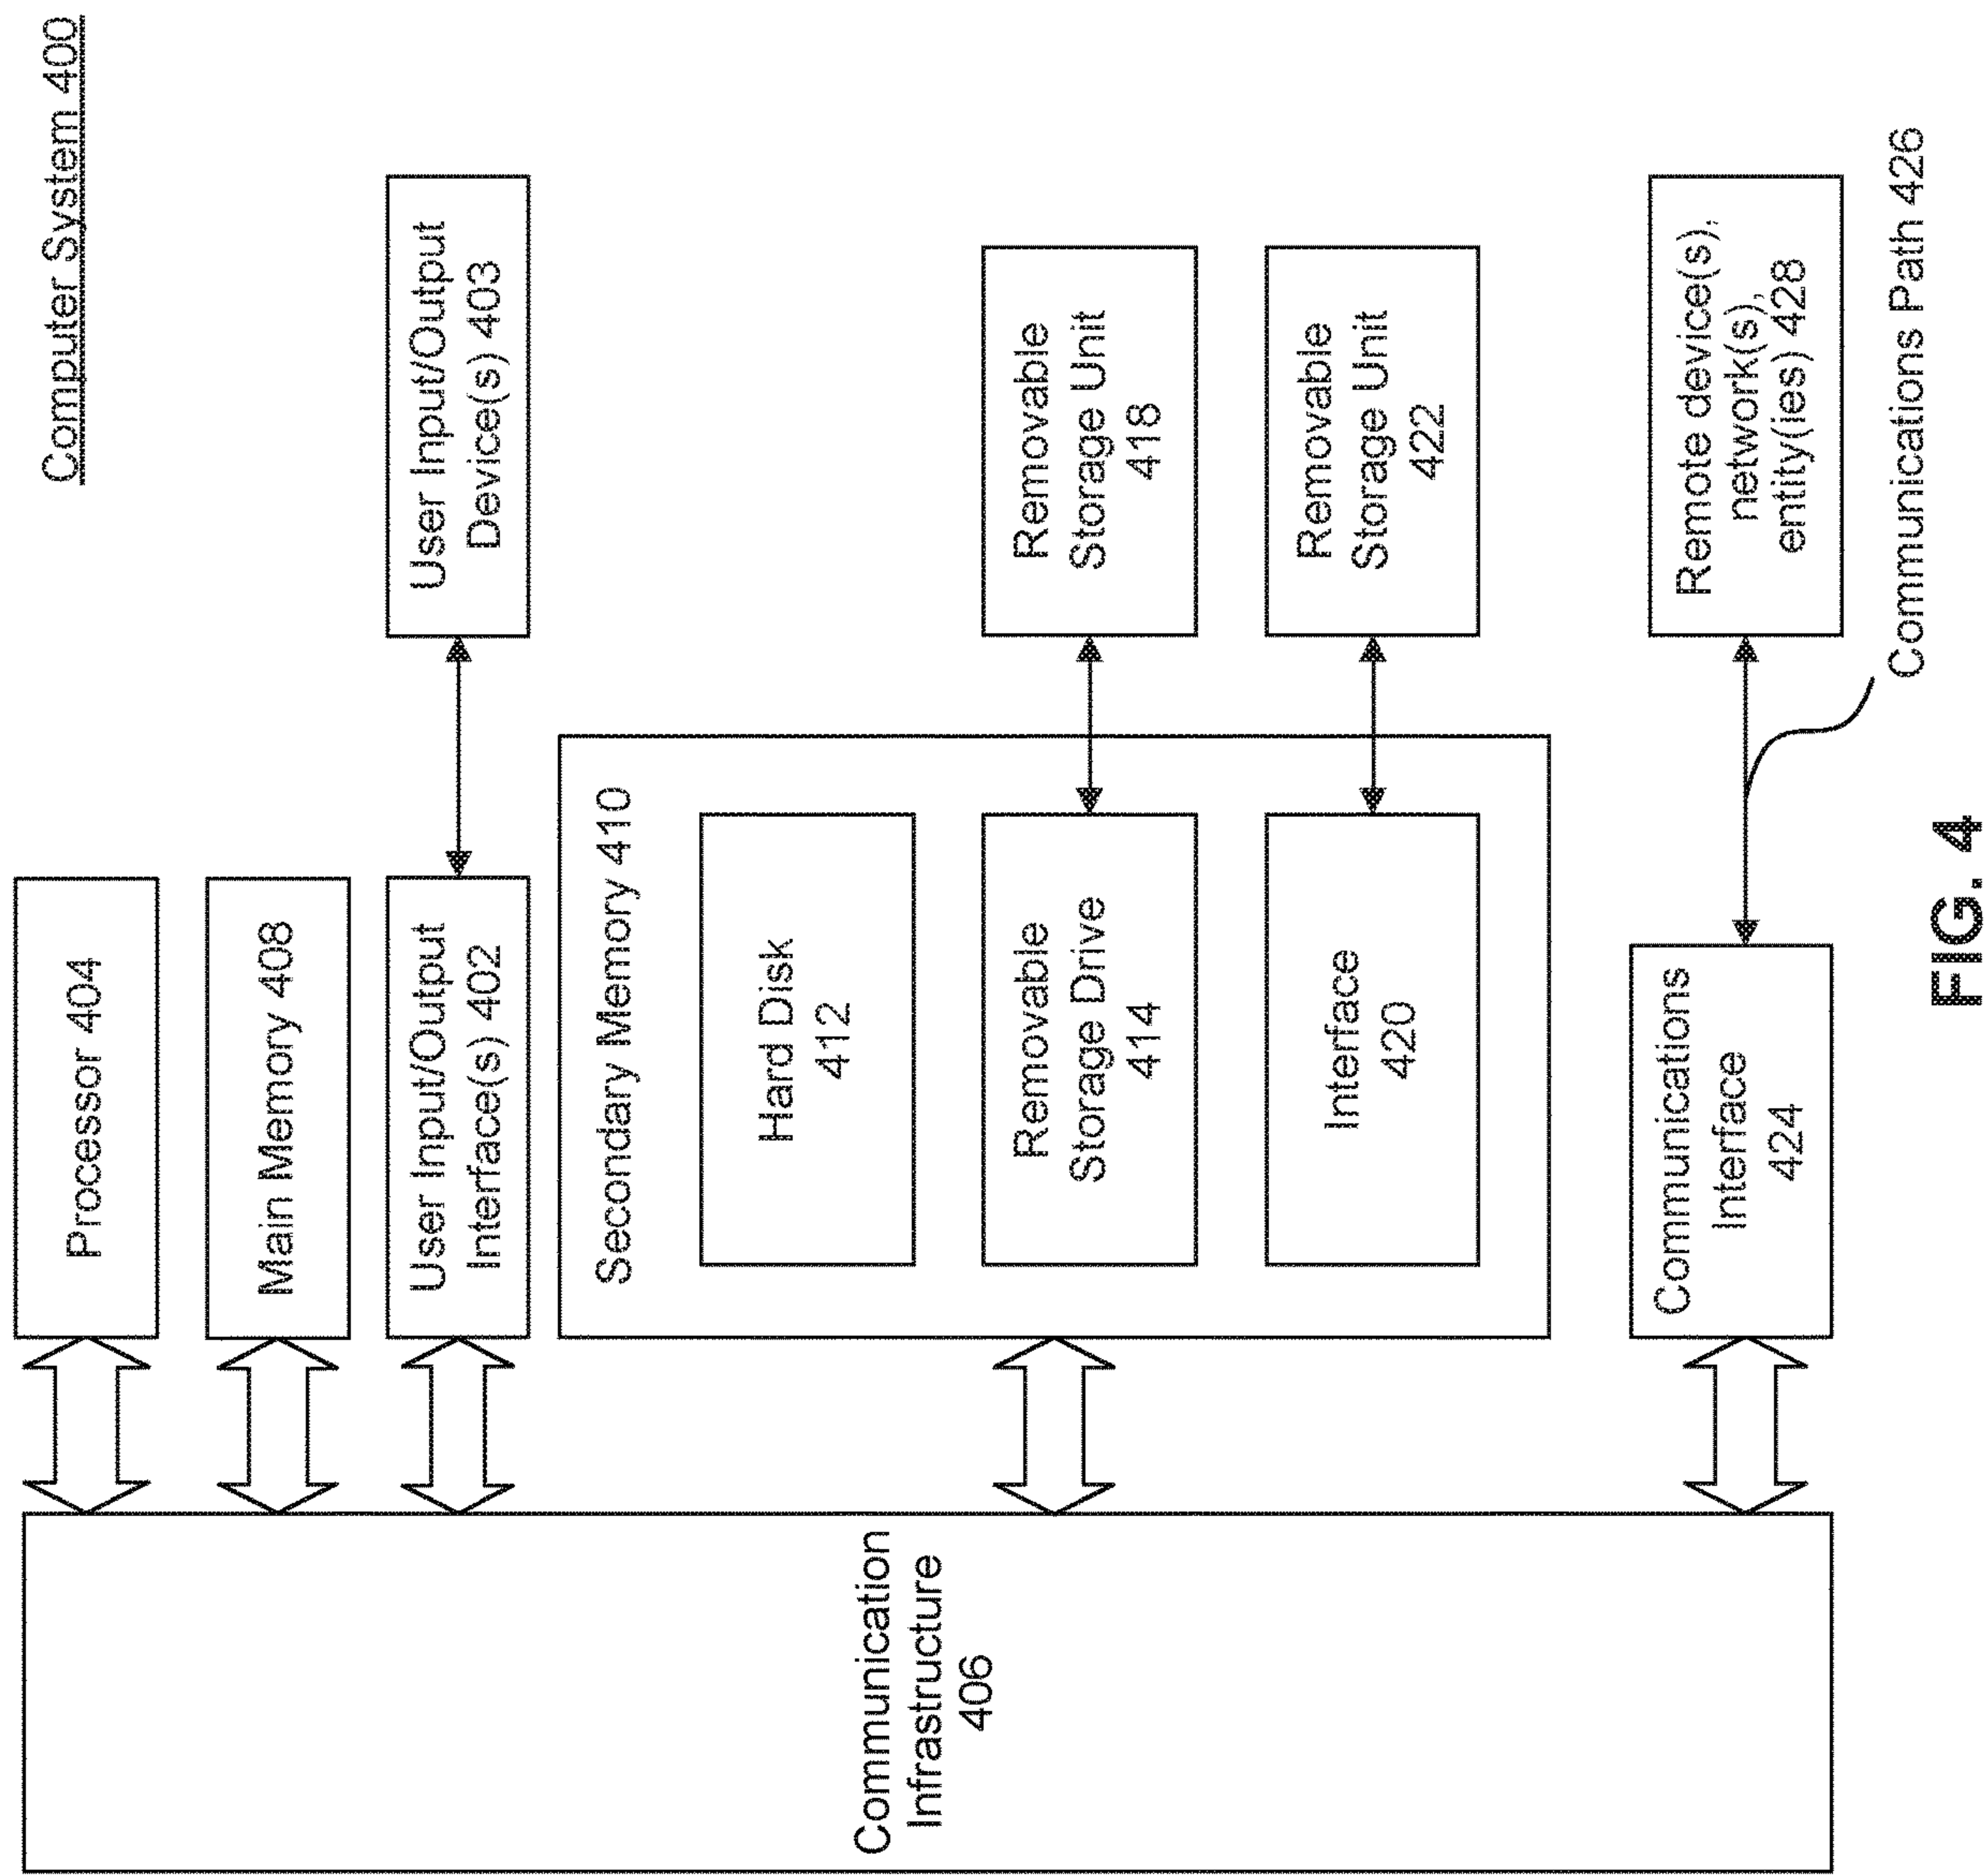 Computer System 400
Processor 404
Main Memory 408
User Input/Output
Interface(s) 402
User Input/Output
Device(s) 403
Secondary Memory 410
Hard Disk
412
Removable
Storage Drive
414
Removable
Storage Unit
418
Interface
420
Removable
Storage Unit
422
Communications
Interface
424
Remote device(s),
network(s),
entity(ies) 428
Communications Path 426
Communication
Infrastructure
406
FIG. 4